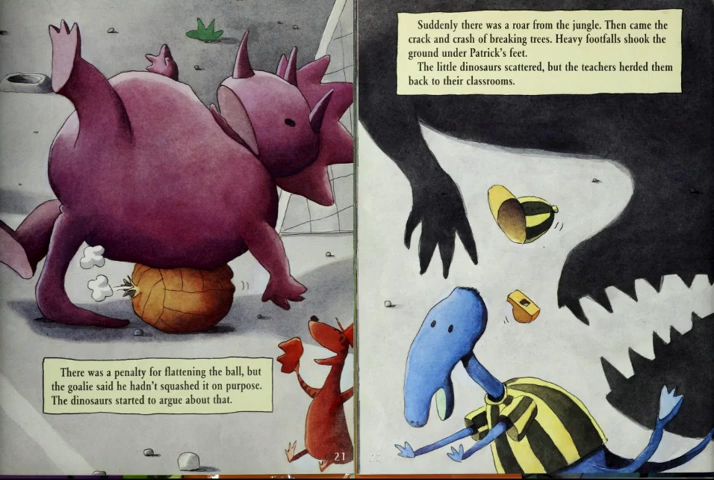 There was a penalty for flattening the ball, but
the goalie said he hadn't squashed it on purpose.
The dinosaurs started to argue about that.
21
Suddenly there was a roar from the jungle. Then came the
crack and crash of breaking trees. Heavy footfalls shook the
ground under Patrick's feet.
The little dinosaurs scattered, but the teachers herded them
back to their classrooms.